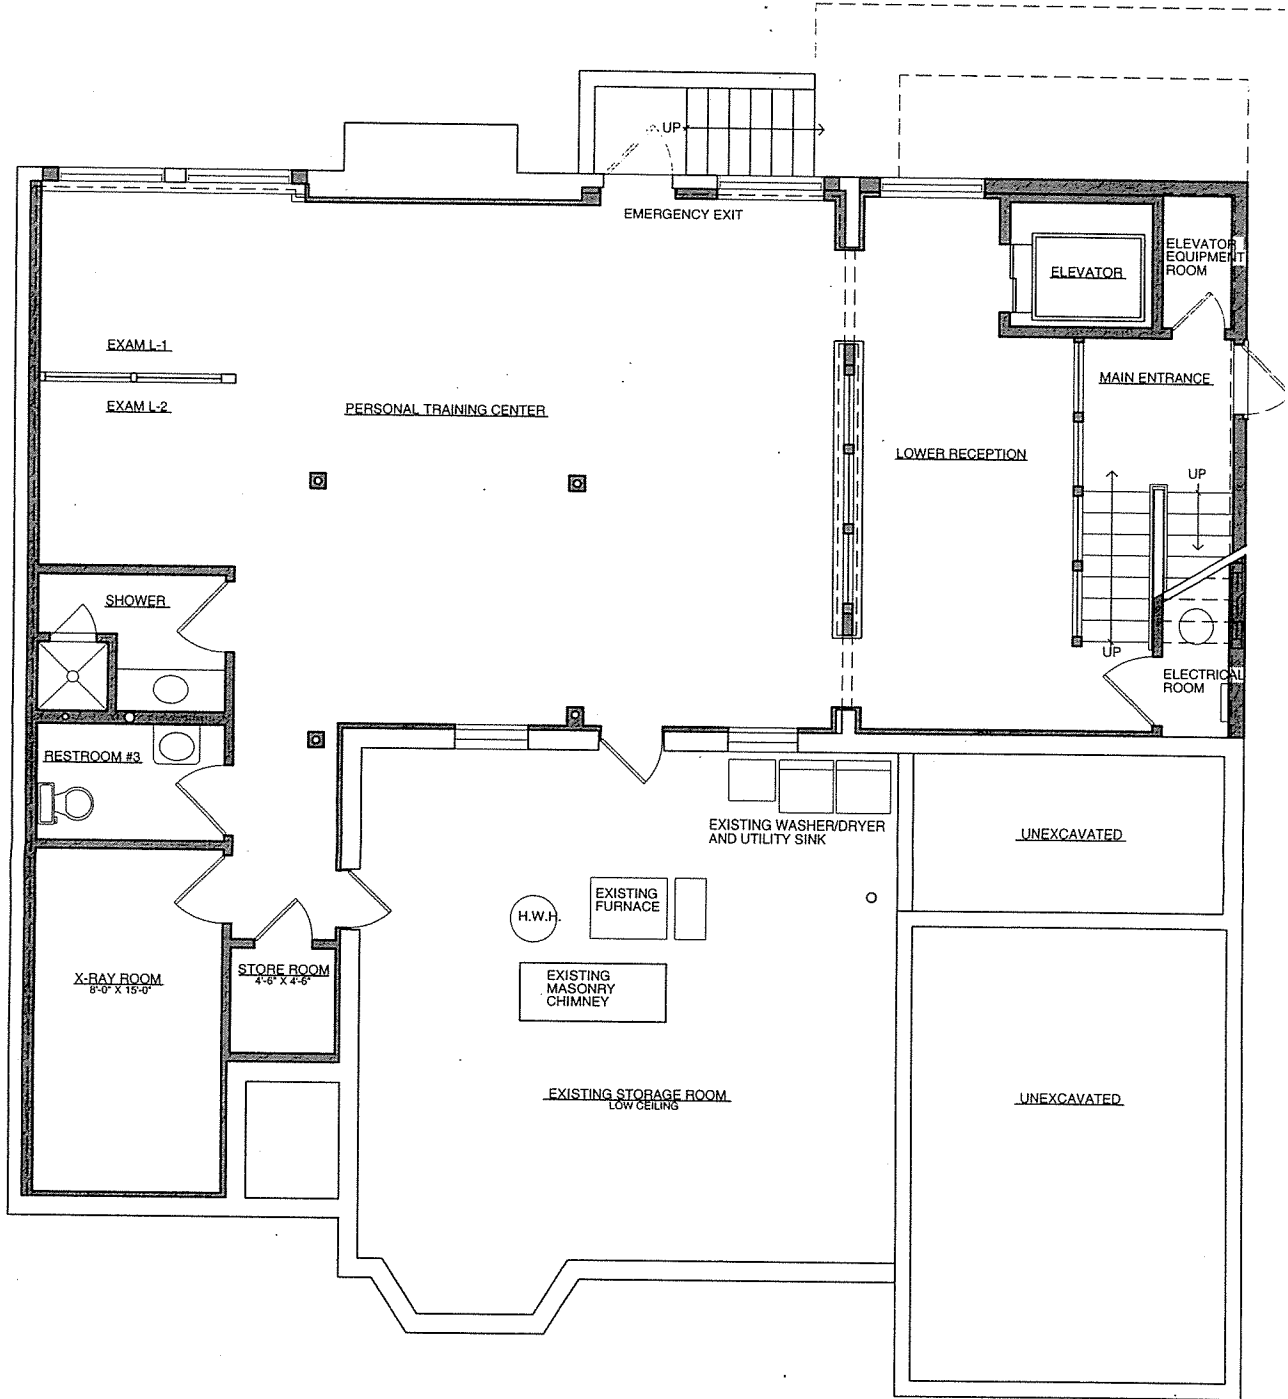 UP
EMERGENCY EXIT
ELEVATOR
EQUIPMENT
ROOM
ELEVATOR
EXAM L-1
MAIN ENTRANCE
EXAM L-2
PERSONAL TRAINING CENTER
LOWER RECEPTION
UP
SHOWER
UP
ELECTRICAL
ROOM
RESTROOM #3
EXISTING WASHER/DRYER
AND UTILITY SINK
UNEXCAVATED
EXISTING
FURNACE
H.W.H.
STORE ROOM
4'-6" X 4'-6"
X-RAY ROOM
8'-0" X 15'-0"
EXISTING
MASONRY
CHIMNEY
EXISTING STORAGE ROOM
LOW CEILING
UNEXCAVATED